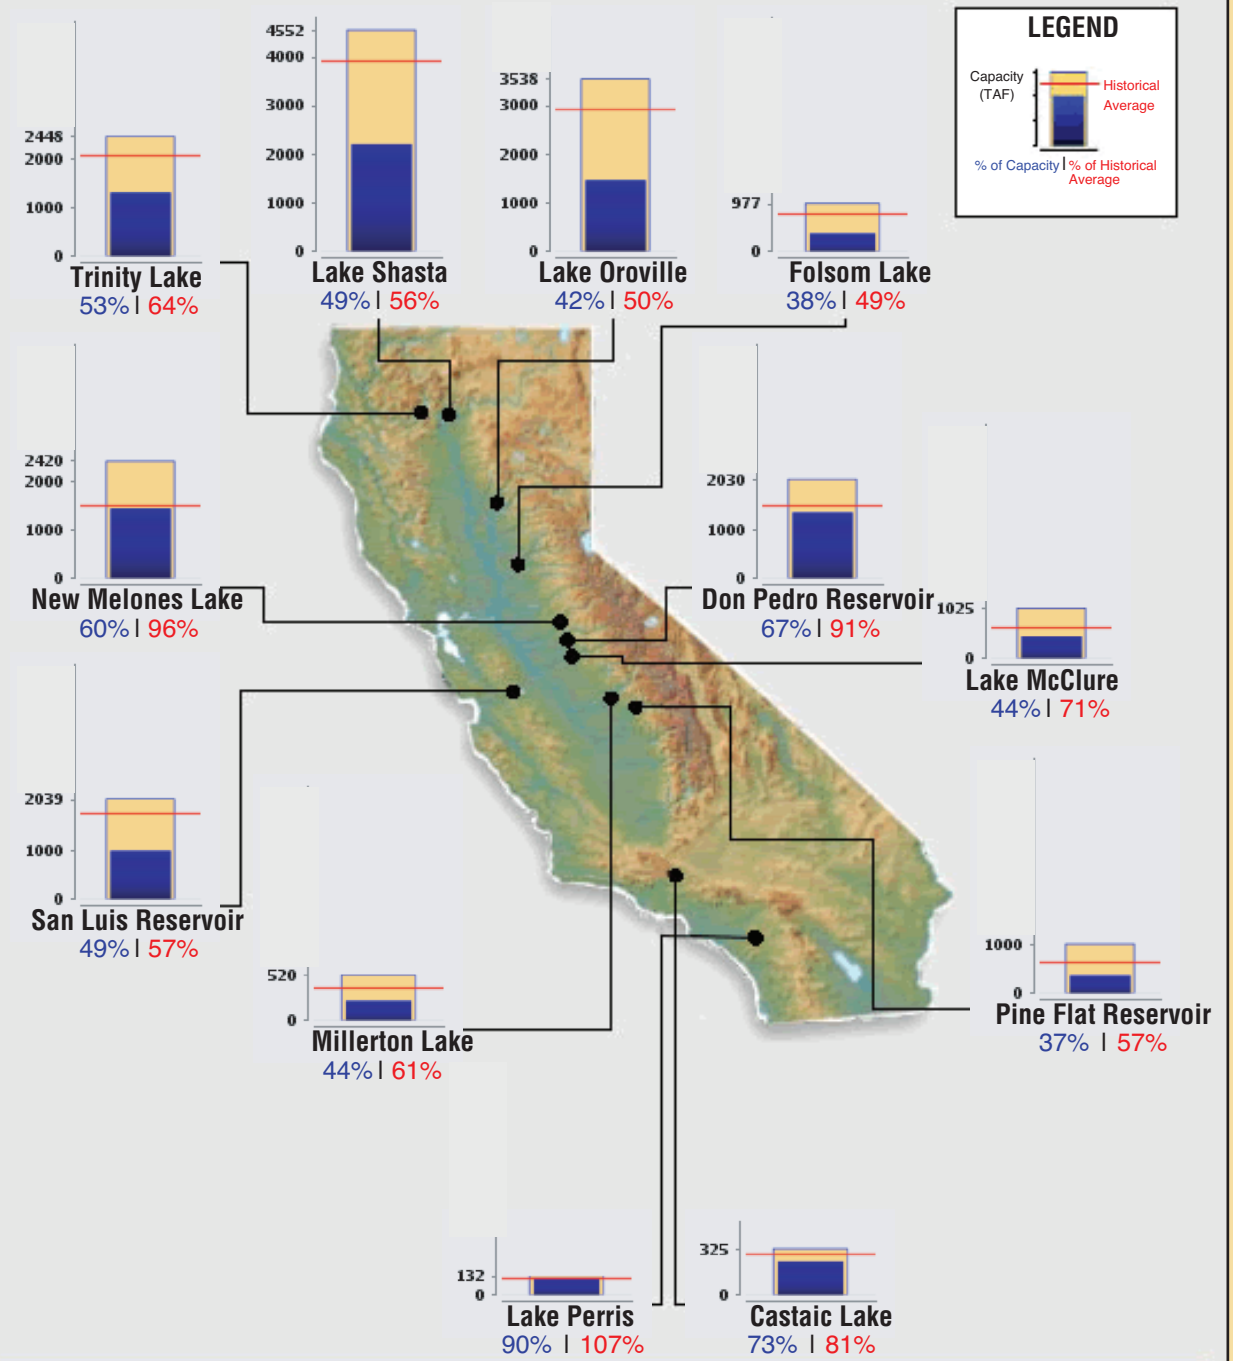 LEGEND
Capacity
(TAF)
Historical
Average
% of Capacity | % of Historical
Average
2448
2000
1000
0
Trinity Lake
53% | 64%
4552
4000
3000
2000
1000
0
Lake Shasta
49% | 56%
3538
3000
2000
1000
0
Lake Oroville
42% | 50%
977
0
Folsom Lake
38% | 49%
2420
2000
1000
0
New Melones Lake
60% | 96%
2030
1000
0
Don Pedro Reservoir
67% | 91%
1025
0
Lake McClure
44% | 71%
2039
1000
0
San Luis Reservoir
49% | 57%
520
0
Millerton Lake
44% | 61%
1000
0
Pine Flat Reservoir
37% | 57%
132
0
Lake Perris
90% | 107%
325
0
Castaic Lake
73% | 81%